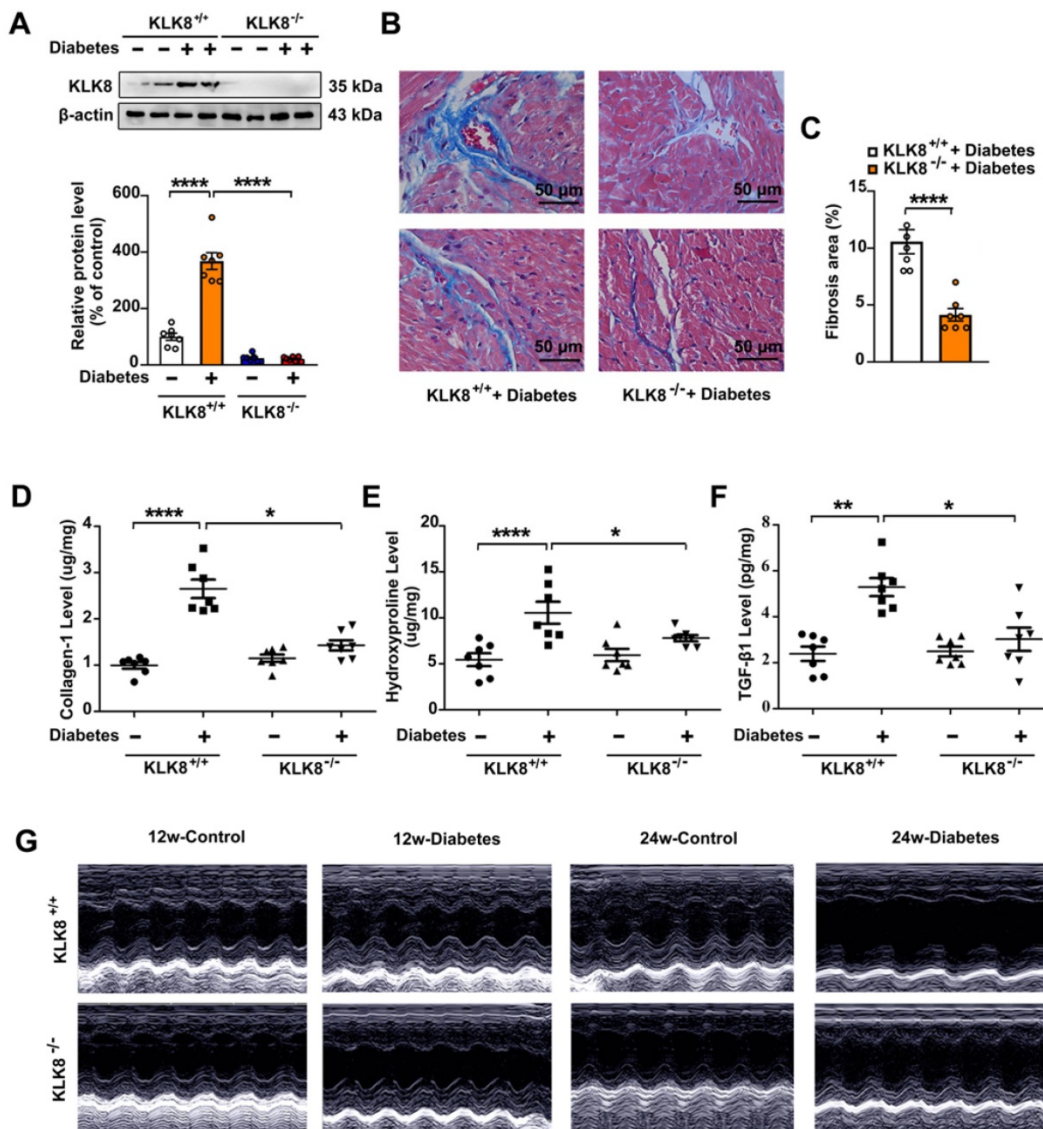 A
KLK8+/+ KLK8-/-
Diabetes − − + + − − + +
KLK8 35 kDa
β-actin 43 kDa
**** ****
Relative protein level
(% of control)
600
400
200
0
Diabetes − + − +
KLK8+/+ KLK8-/-
B
50 μm 50 μm
50 μm 50 μm
KLK8+/+ + Diabetes KLK8-/- + Diabetes
C
KLK8+/+ + Diabetes
KLK8-/- + Diabetes
****
Fibrosis area (%)
15
10
5
0
D
**** *
Collagen-1 Level (ug/mg)
4
3
2
1
0
Diabetes − + − +
KLK8+/+ KLK8-/-
E
**** *
Hydroxyproline Level
(ug/mg)
20
15
10
5
0
Diabetes − + − +
KLK8+/+ KLK8-/-
F
** *
TGF-β1 Level (pg/mg)
8
6
4
2
0
Diabetes − + − +
KLK8+/+ KLK8-/-
G
12w-Control 12w-Diabetes 24w-Control 24w-Diabetes
KLK8+/+
KLK8-/-